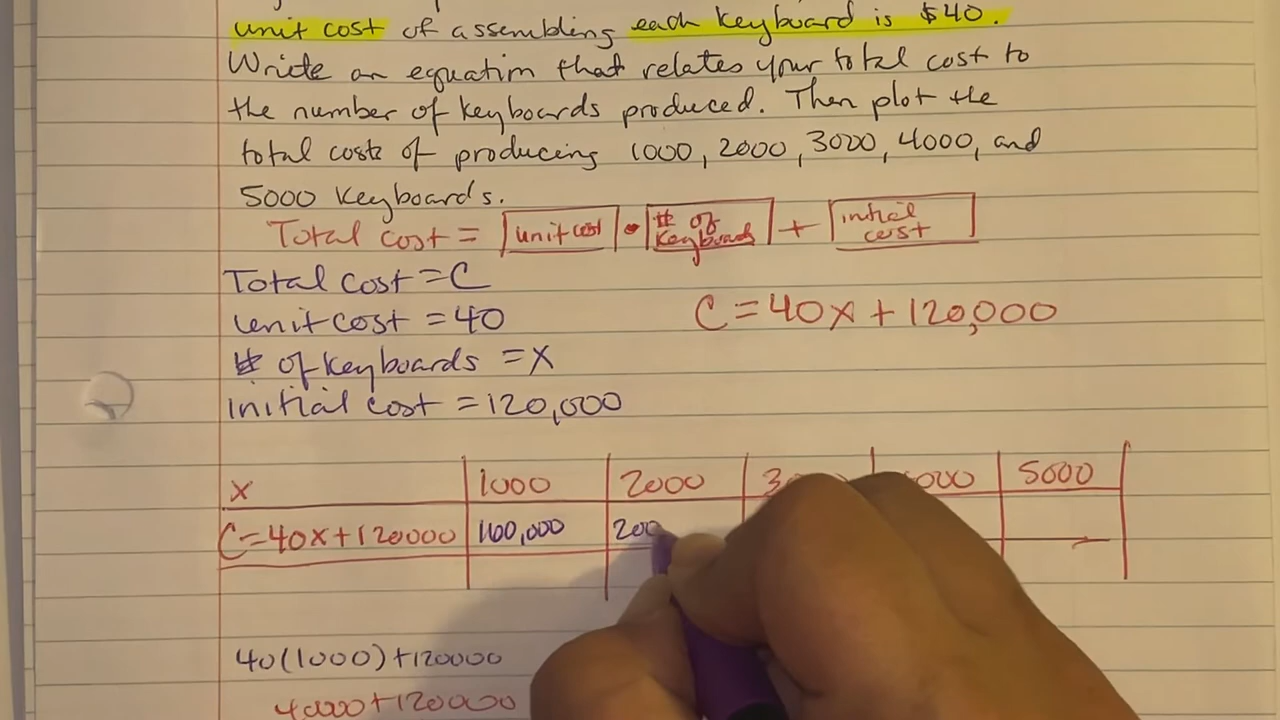 unit cost of assembling each keyboard is $40.
Write an equation that relates your total cost to
the number of keyboards produced. Then plot the
total costs of producing 1000, 2000, 3000, 4000, and
5000 keyboards.
Total cost = unit cost • # of keyboards + initial cost
Total cost = C
unit cost = 40
C = 40x + 120,000
# of keyboards = x
initial cost = 120,000
x 1000 2000 3 000 5000
C=40x+120000 160,000 200
40(1000)+120000
40000+120000